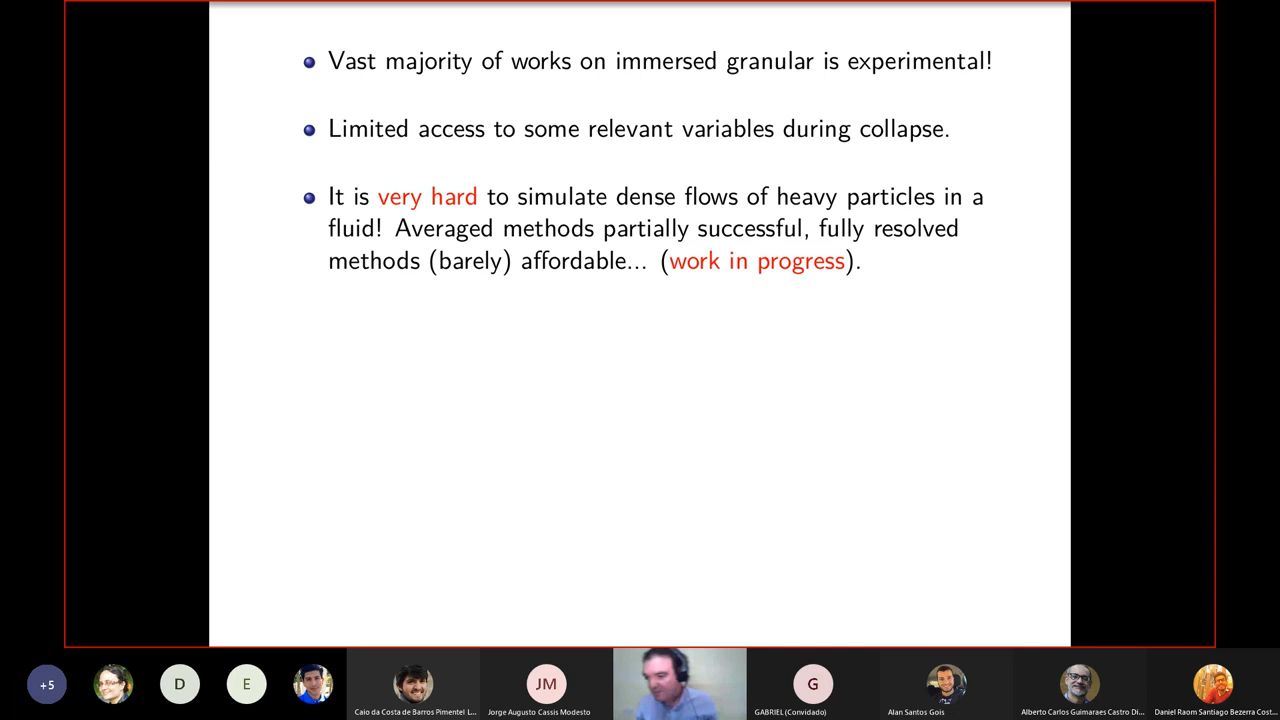 Vast majority of works on immersed granular is experimental!
Limited access to some relevant variables during collapse.
It is very hard to simulate dense flows of heavy particles in a
fluid! Averaged methods partially successful, fully resolved
methods (barely) affordable... (work in progress).
+5
D
E
Caio da Costa de Barros Pimentel L...
JM
Jorge Augusto Cassis Modesto
G
GABRIEL (Convidado)
Alan Santos Gois
Alberto Carlos Guimaraes Castro Di...
Daniel Raom Santiago Bezerra Cost...